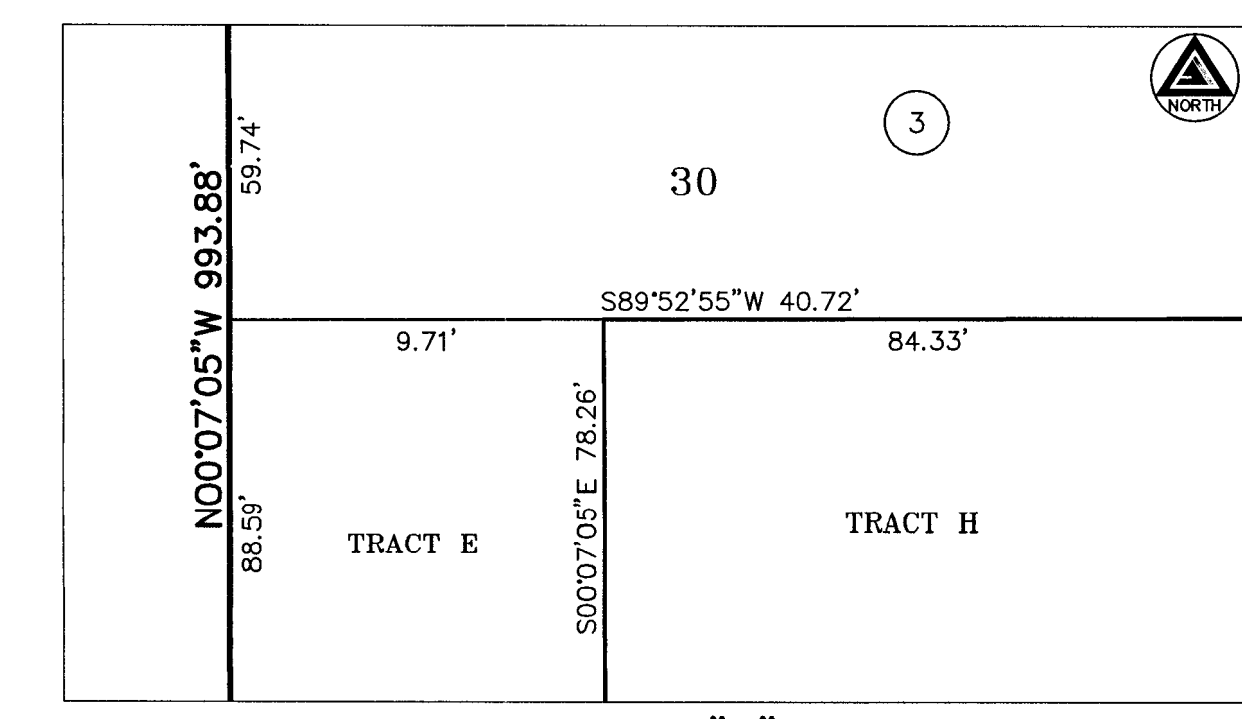 NORTH
3
59.74'
30
N00°07'05"W 993.88'
S89°52'55"W 40.72'
9.71'
84.33'
S00°07'05"E 78.26'
88.59'
TRACT E
TRACT H